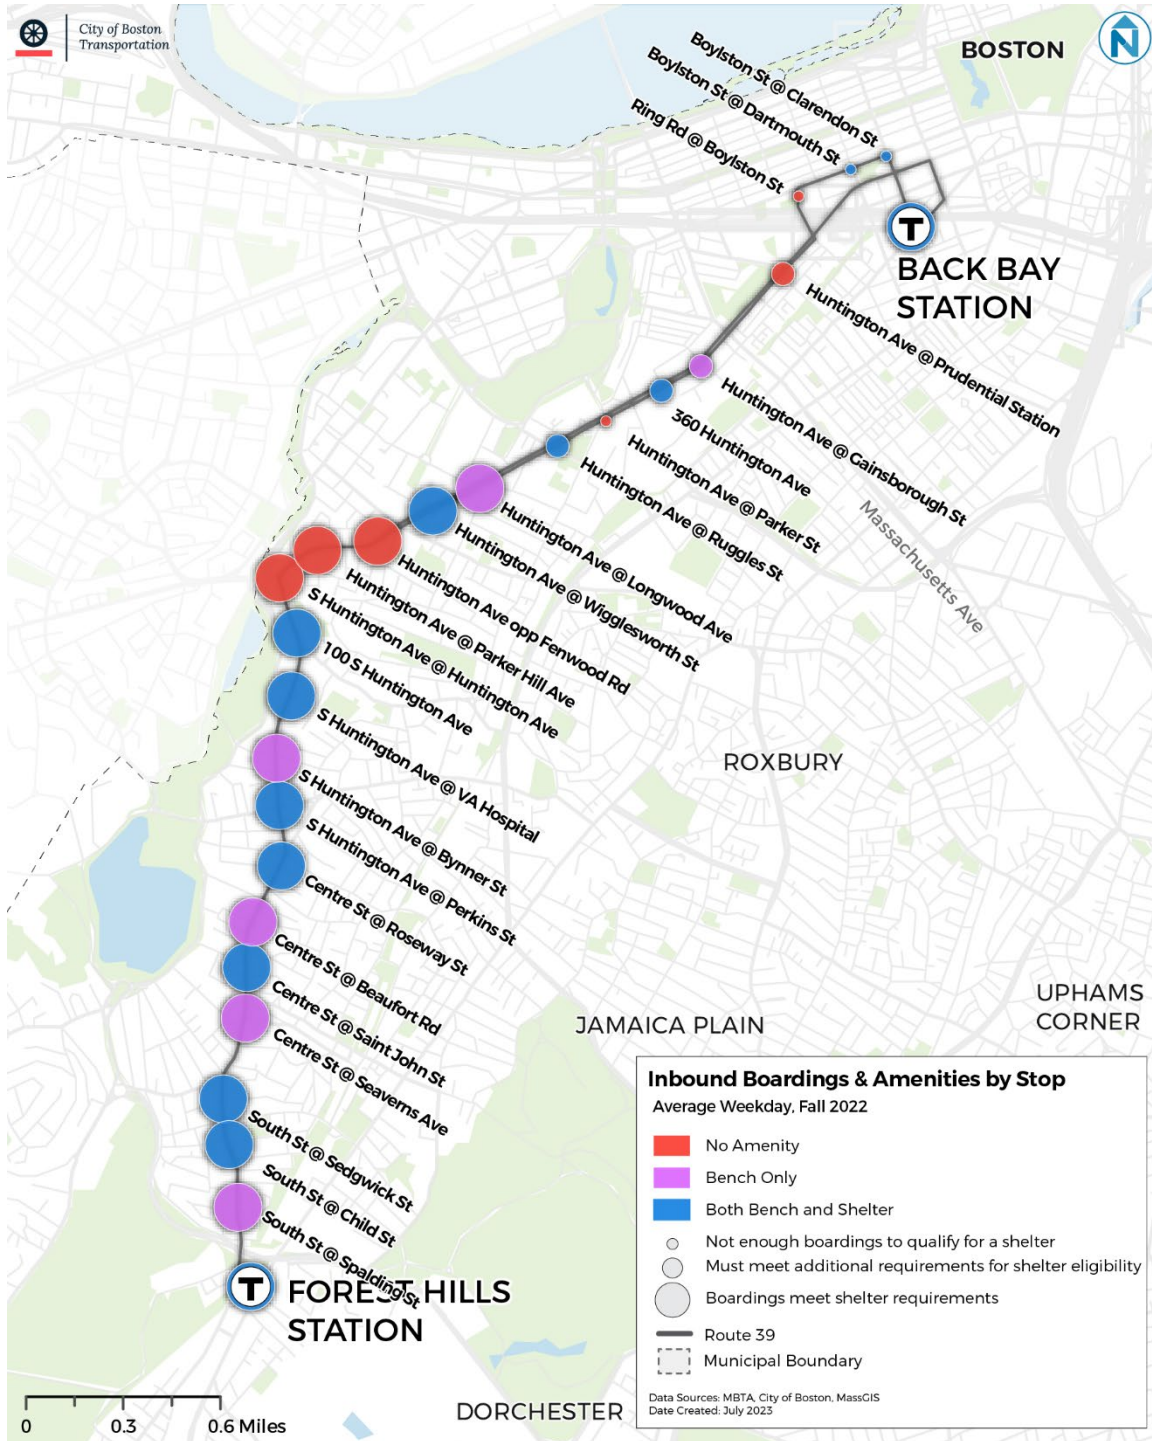 City of Boston
Transportation
N
BOSTON
Boylston St @ Clarendon St
Boylston St @ Dartmouth St
Ring Rd @ Boylston St
T
BACK BAY
STATION
Huntington Ave @ Prudential Station
Huntington Ave @ Gainsborough St
360 Huntington Ave
Huntington Ave @ Parker St
Huntington Ave @ Ruggles St
Massachusetts Ave
Huntington Ave @ Longwood Ave
Huntington Ave @ Wigglesworth St
Huntington Ave opp Fenwood Rd
Huntington Ave @ Parker Hill Ave
S Huntington Ave @ Huntington Ave
100 S Huntington Ave
S Huntington Ave @ VA Hospital
ROXBURY
S Huntington Ave @ Bynner St
S Huntington Ave @ Perkins St
Centre St @ Roseway St
Centre St @ Beaufort Rd
Centre St @ Saint John St
Centre St @ Seaverns Ave
UPHAMS
CORNER
JAMAICA PLAIN
South St @ Sedgwick St
South St @ Child St
South St @ Spalding St
T
FOREST HILLS
STATION
DORCHESTER
0 0.3 0.6 Miles
Inbound Boardings & Amenities by Stop
Average Weekday, Fall 2022
No Amenity
Bench Only
Both Bench and Shelter
Not enough boardings to qualify for a shelter
Must meet additional requirements for shelter eligibility
Boardings meet shelter requirements
Route 39
Municipal Boundary
Data Sources: MBTA, City of Boston, MassGIS
Date Created: July 2023